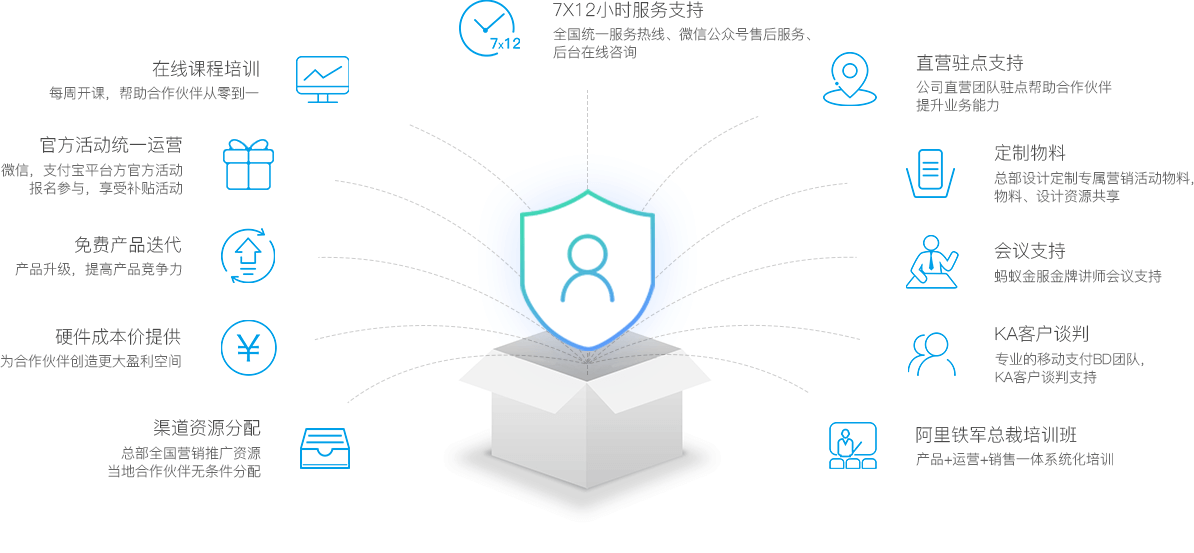 7X12小时服务支持
全国统一服务热线、微信公众号售后服务、
后台在线咨询
7x12
在线课程培训
每周开课，帮助合作伙伴从零到一
官方活动统一运营
微信，支付宝平台方官方活动
报名参与，享受补贴活动
免费产品迭代
产品升级，提高产品竞争力
硬件成本价提供
为合作伙伴创造更大盈利空间
¥
渠道资源分配
总部全国营销推广资源
当地合作伙伴无条件分配
直营驻点支持
公司直营团队驻点帮助合作伙伴
提升业务能力
定制物料
总部设计定制专属营销活动物料，
物料、设计资源共享
会议支持
蚂蚁金服金牌讲师会议支持
KA客户谈判
专业的移动支付BD团队，
KA客户谈判支持
阿里铁军总裁培训班
产品+运营+销售一体系统化培训